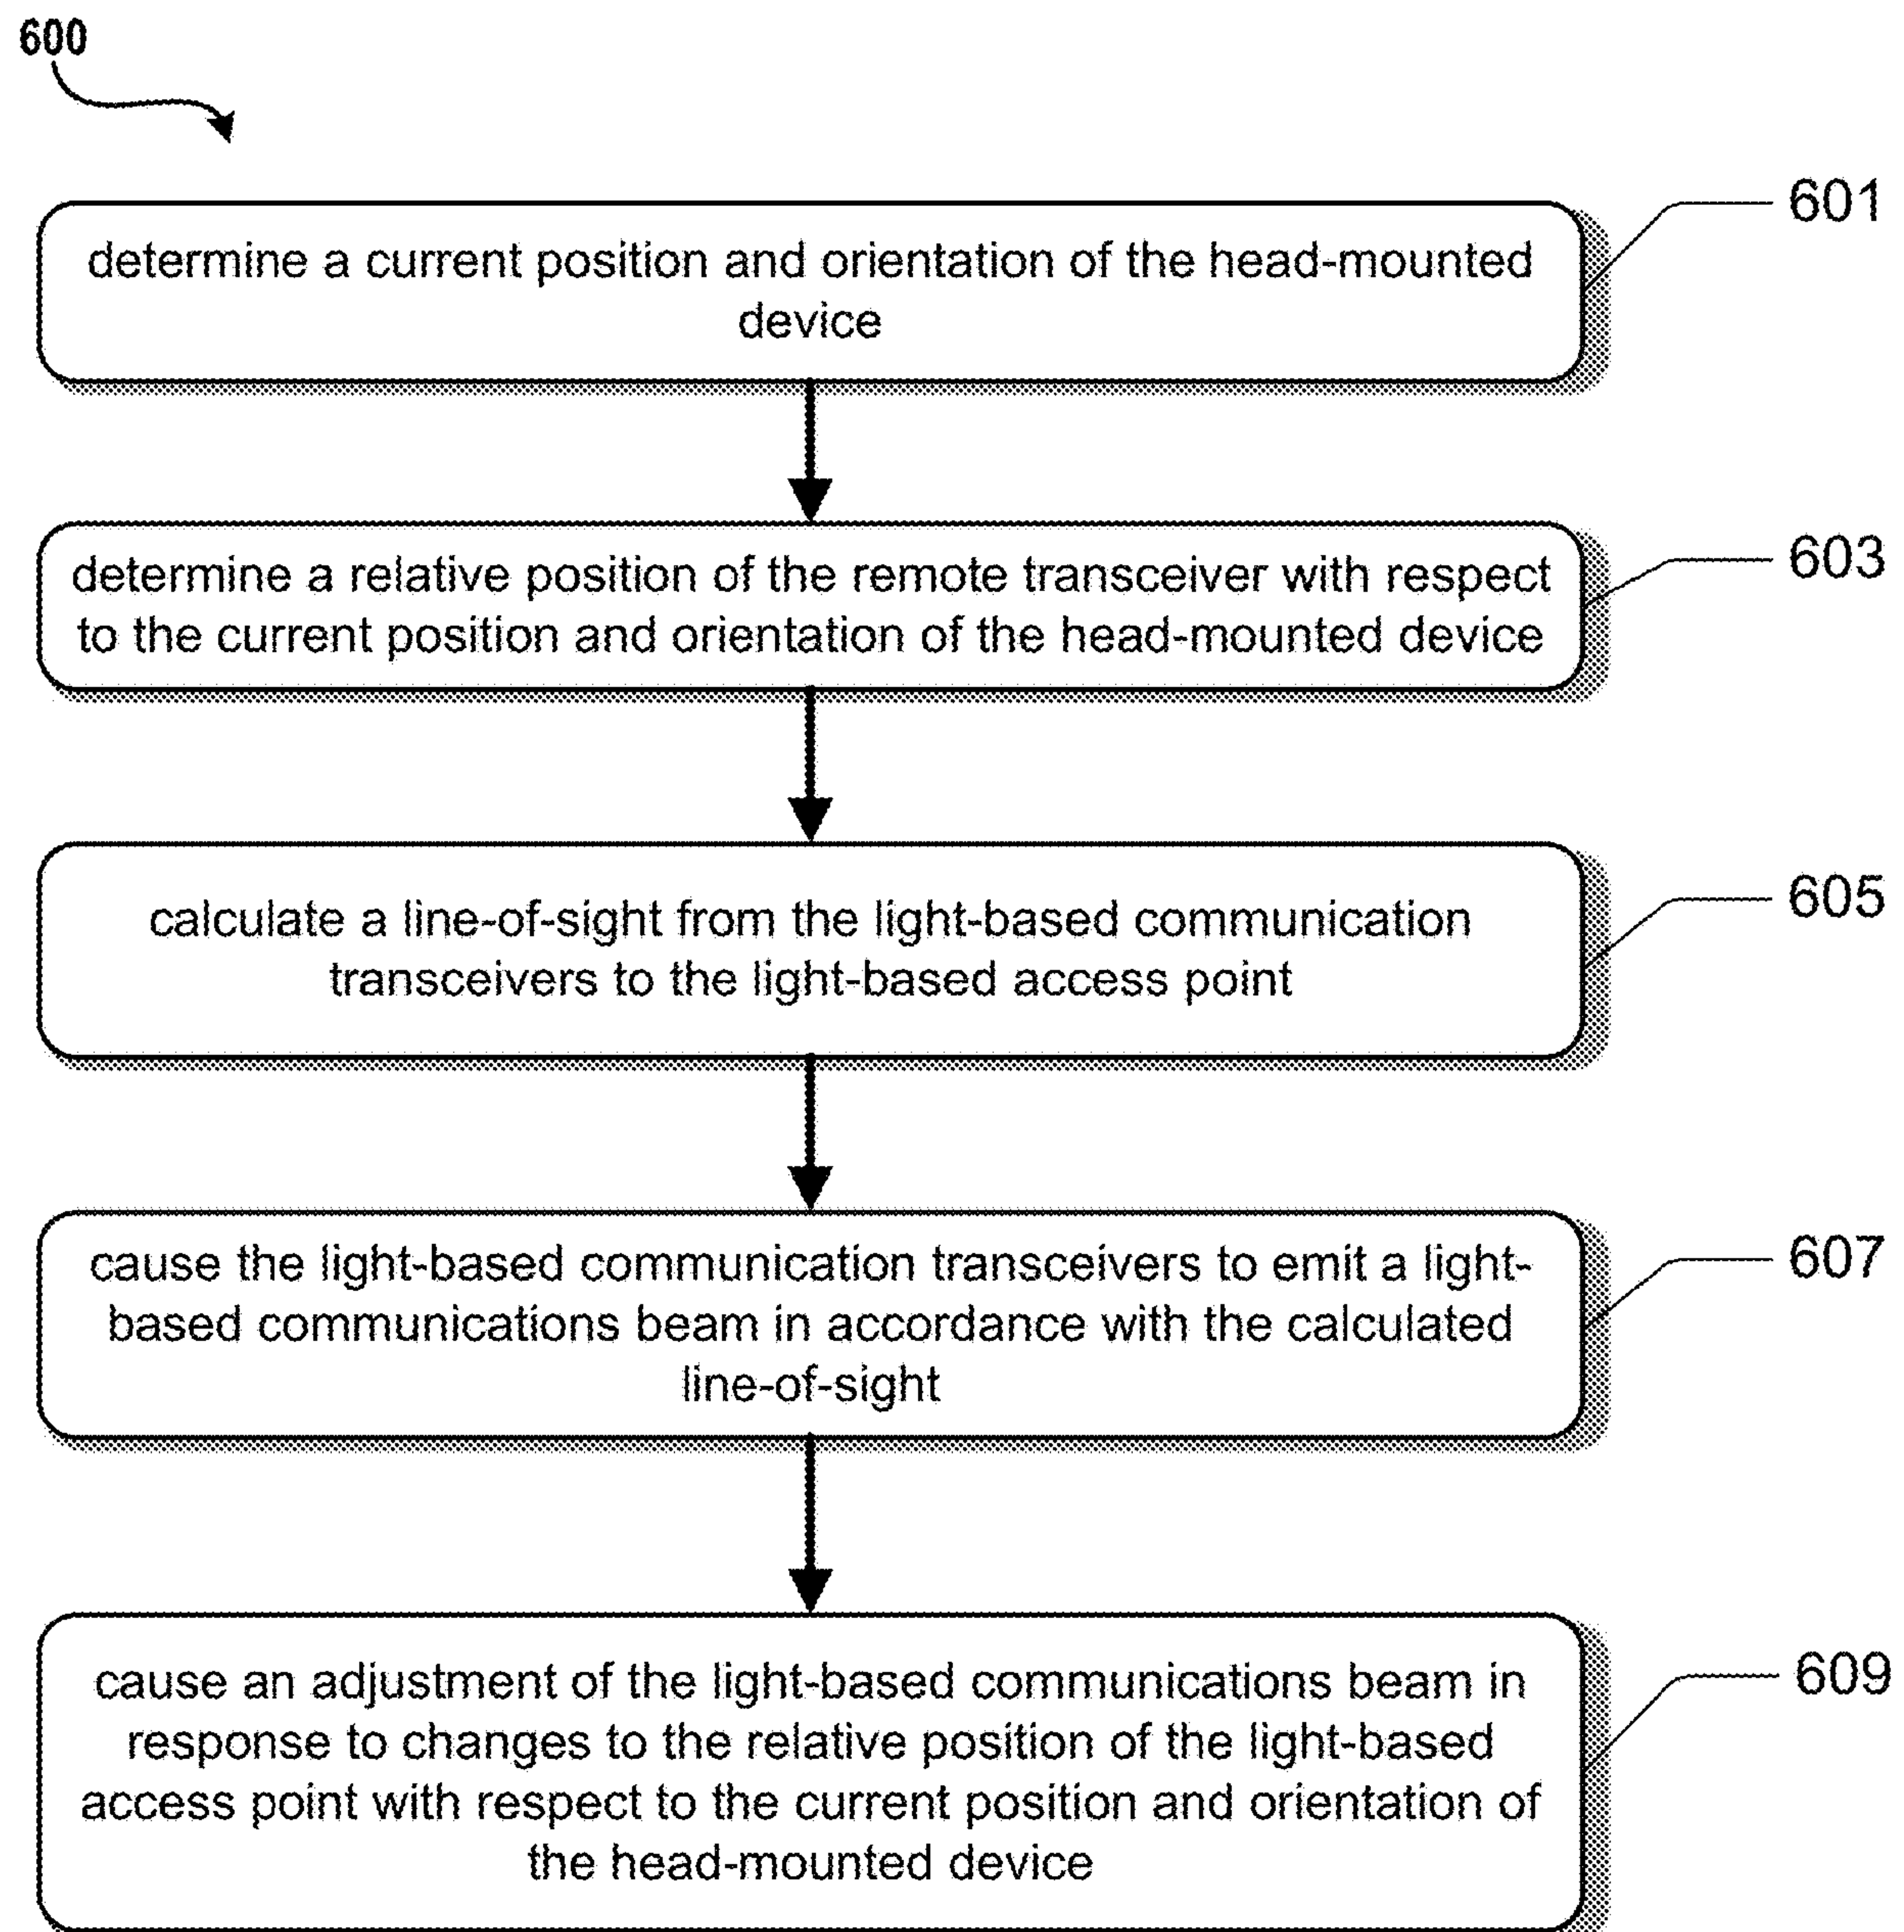 600
601
determine a current position and orientation of the head-mounted
device
603
determine a relative position of the remote transceiver with respect
to the current position and orientation of the head-mounted device
605
calculate a line-of-sight from the light-based communication
transceivers to the light-based access point
607
cause the light-based communication transceivers to emit a light-
based communications beam in accordance with the calculated
line-of-sight
609
cause an adjustment of the light-based communications beam in
response to changes to the relative position of the light-based
access point with respect to the current position and orientation of
the head-mounted device